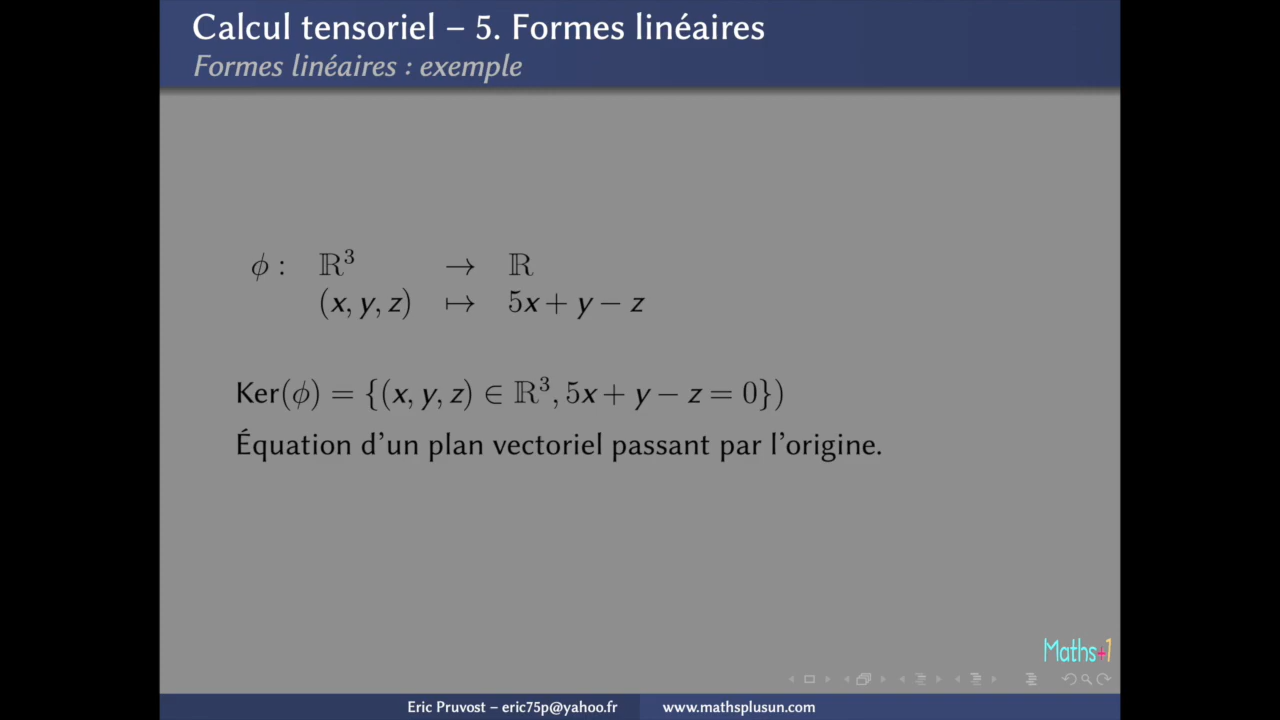 Calcul tensoriel – 5. Formes linéaires
Formes linéaires : exemple
ϕ : ℝ³ → ℝ
(x, y, z) ↦ 5x + y − z
Ker(ϕ) = {(x, y, z) ∈ ℝ³, 5x + y − z = 0})
Équation d’un plan vectoriel passant par l’origine.
Maths+1
Eric Pruvost – eric75p@yahoo.fr www.mathsplusun.com